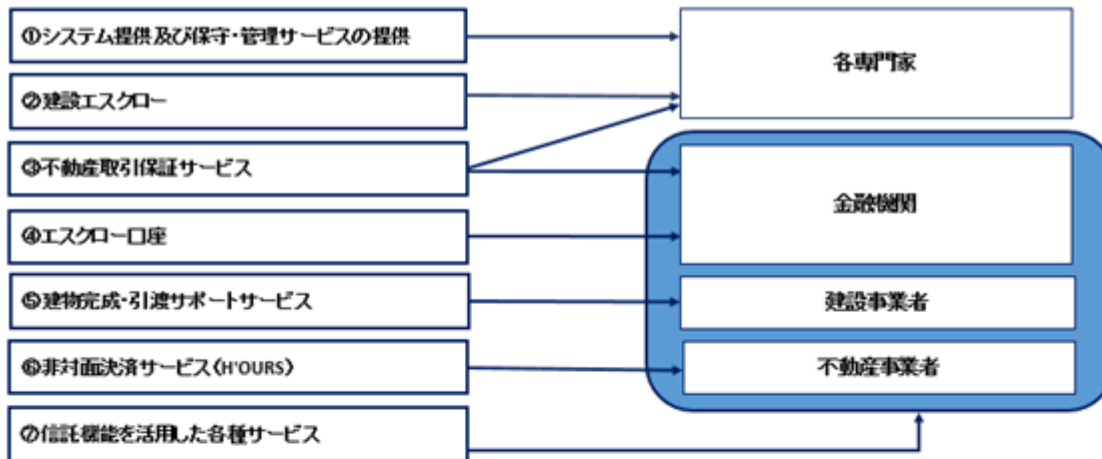 ①システム提供及び保守・管理サービスの提供
②建設エスクロー
③不動産取引保証サービス
④エスクロー口座
⑤建物完成・引渡サポートサービス
⑥非対面決済サービス(H'OURS)
⑦信託機能を活用した各種サービス
各専門家
金融機関
建設事業者
不動産事業者